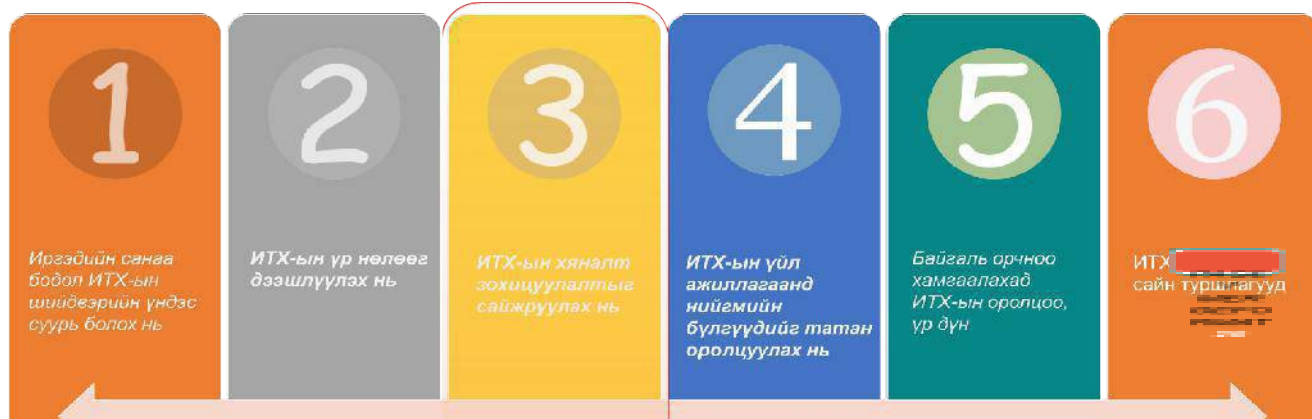 1
Иргэдийн санаа
бодол ИТХ-ын
шийдвэрийн үндэс
суурь болох нь
2
ИТХ-ын үр нөлөөг
дээшлүүлэх нь
3
ИТХ-ын хяналт
зохицуулалтыг
сайжруулах нь
4
ИТХ-ын үйл
ажиллагаанд
нийгмийн
бүлгүүдийг татан
оролцуулах нь
5
Байгаль орчноо
хамгаалахад
ИТХ-ын оролцоо,
үр дүн
6
ИТХ
сайн туршлагууд